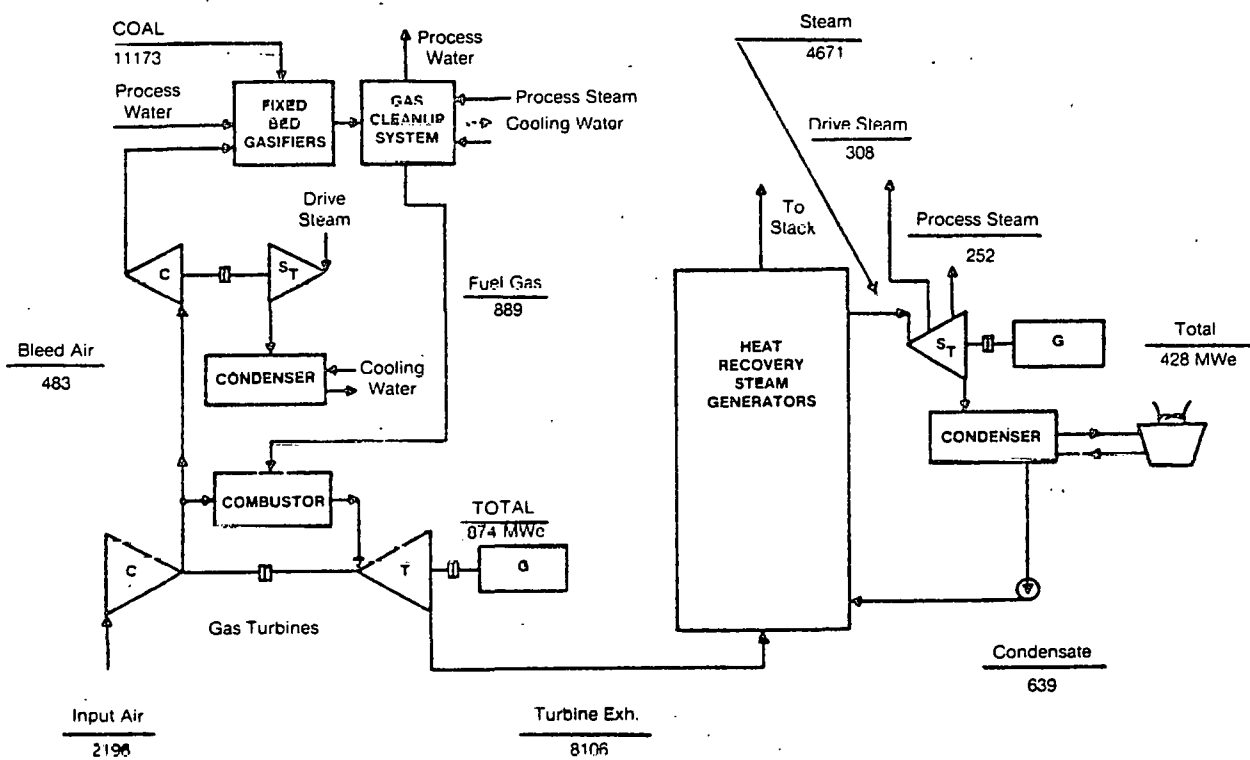 COAL
11173
Process
Water
Process
Water
FIXED
BED
GASIFIERS
GAS
CLEANUP
SYSTEM
Process Steam
Cooling Water
Steam
4671
Drive Steam
308
Process Steam
252
To
Stack
Drive
Steam
C
ST
Fuel Gas
889
Bleed Air
483
CONDENSER
Cooling
Water
HEAT
RECOVERY
STEAM
GENERATORS
ST
G
Total
428 MWe
CONDENSER
COMBUSTOR
TOTAL
874 MWe
C
T
G
Gas Turbines
Condensate
639
Input Air
Turbine Exh.
8106